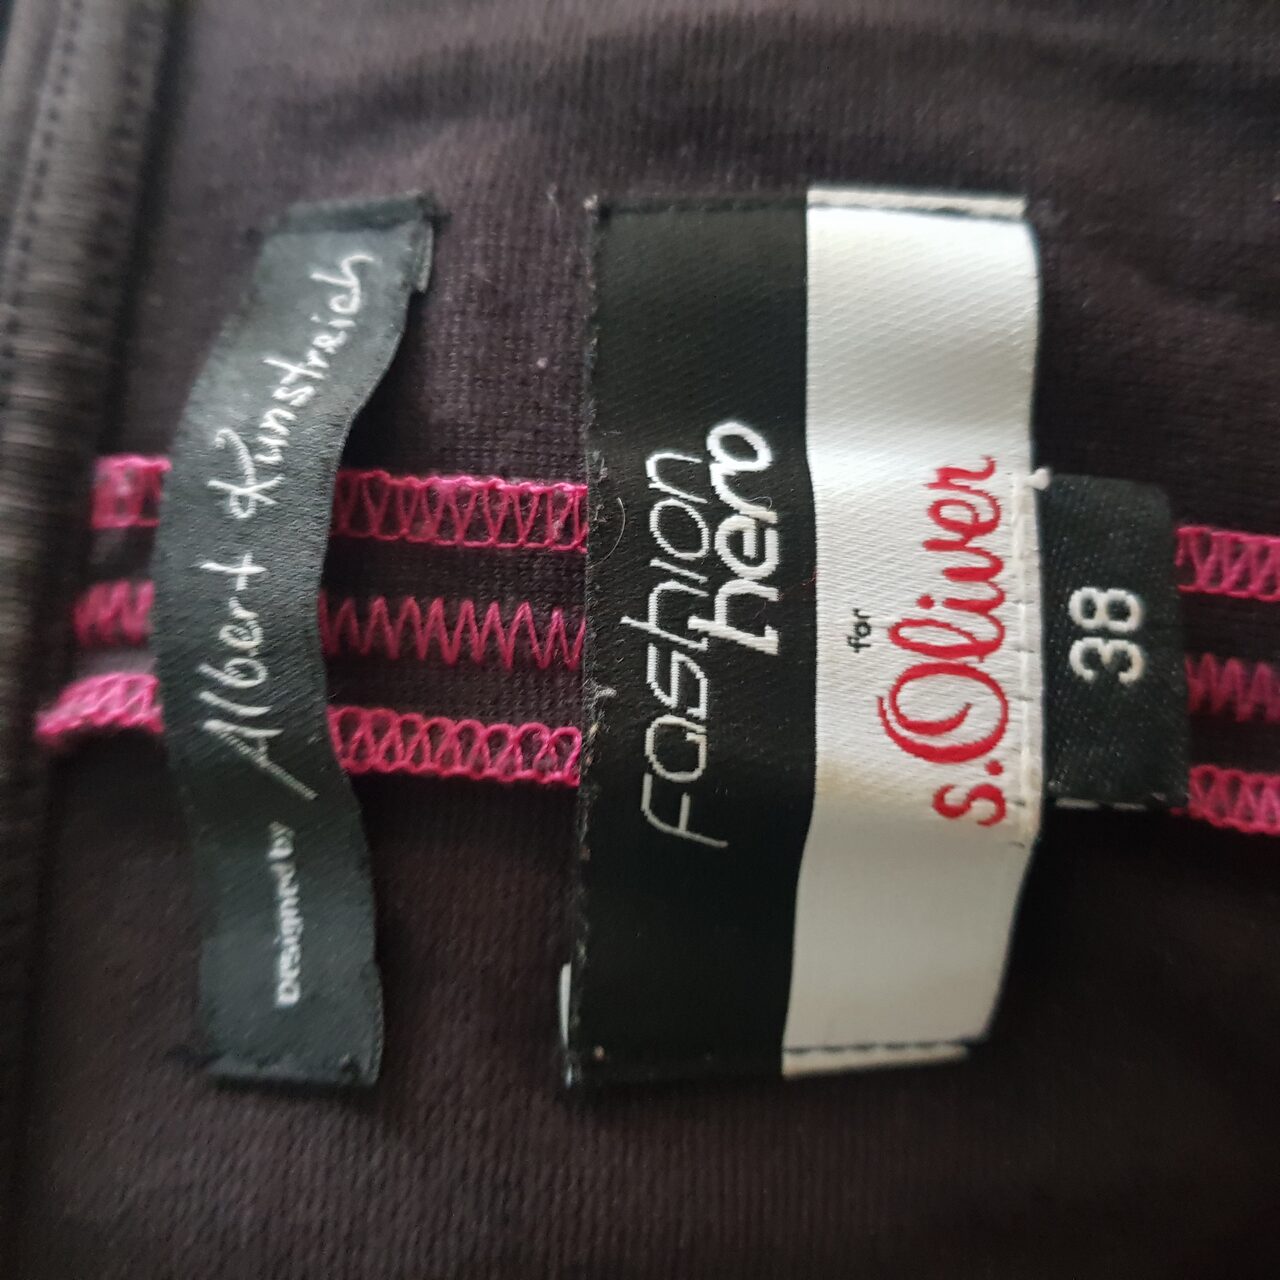 Designed by Albert Kunstreich
Fashion
hero
for
s.Oliver
38